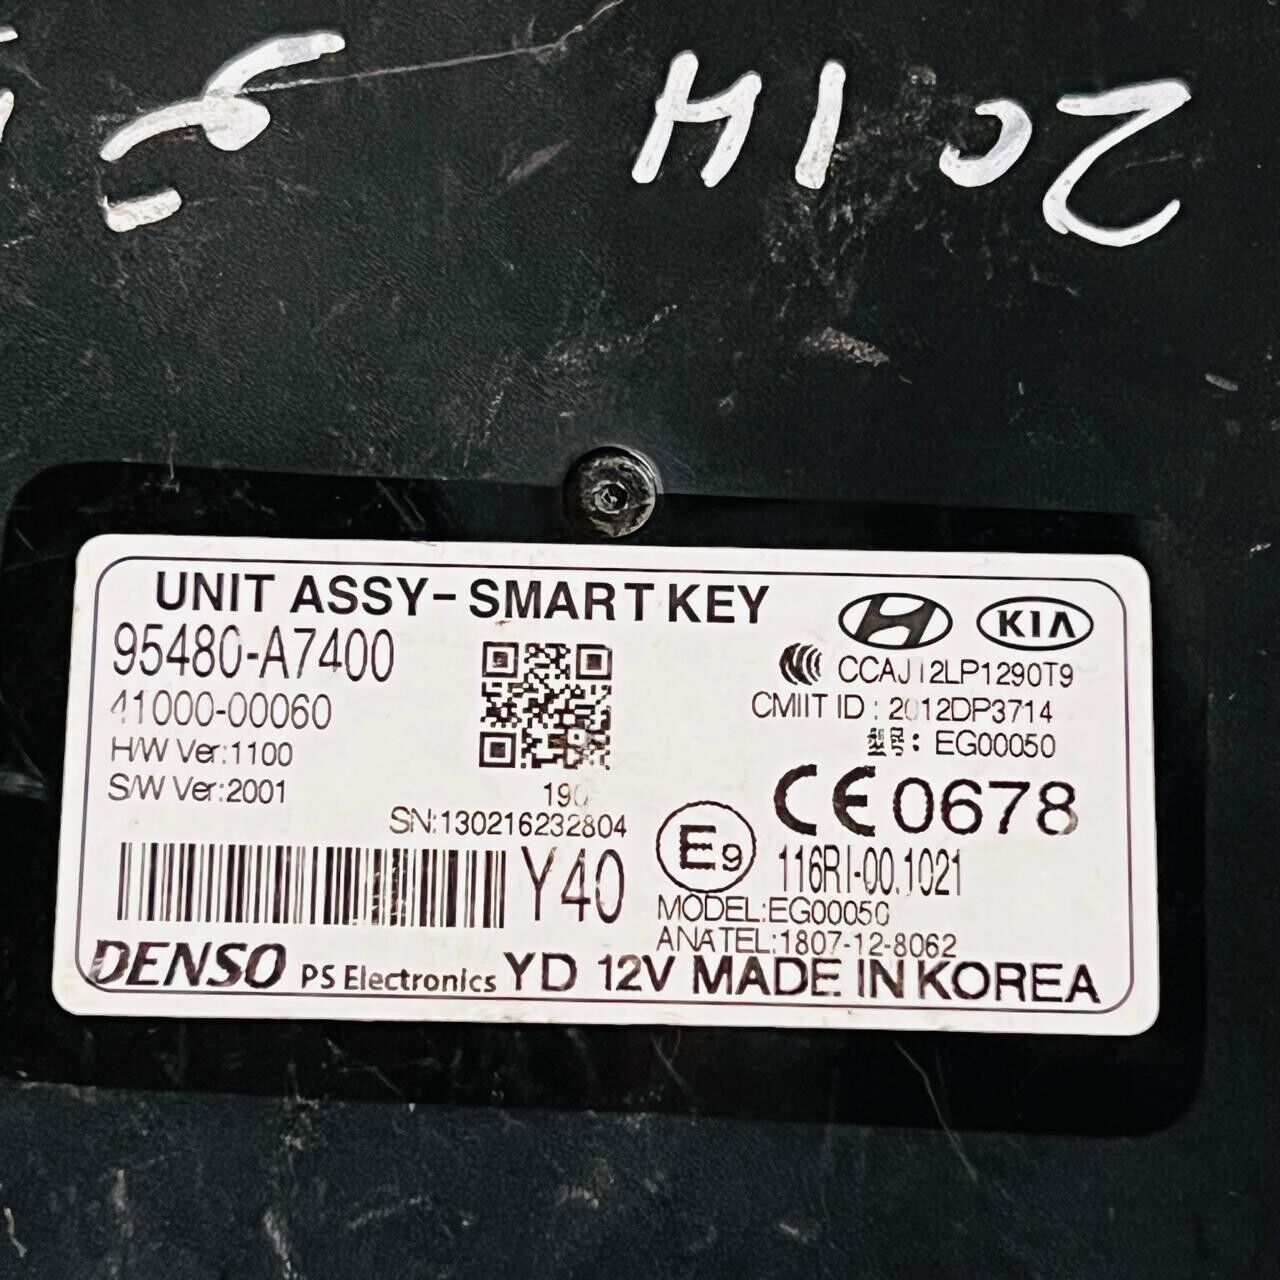 2014
UNIT ASSY-SMART KEY
95480-A7400
41000-00060
H/W Ver:1100
S/W Ver:2001
190
SN:130216232804
Y40
KIA
CCAJ12LP1290T9
CMIIT ID : 2012DP3714
型号: EG00050
CE 0678
E9
116RI-00.1021
MODEL:EG00050
ANATEL:1807-12-8062
DENSO PS Electronics YD 12V MADE IN KOREA